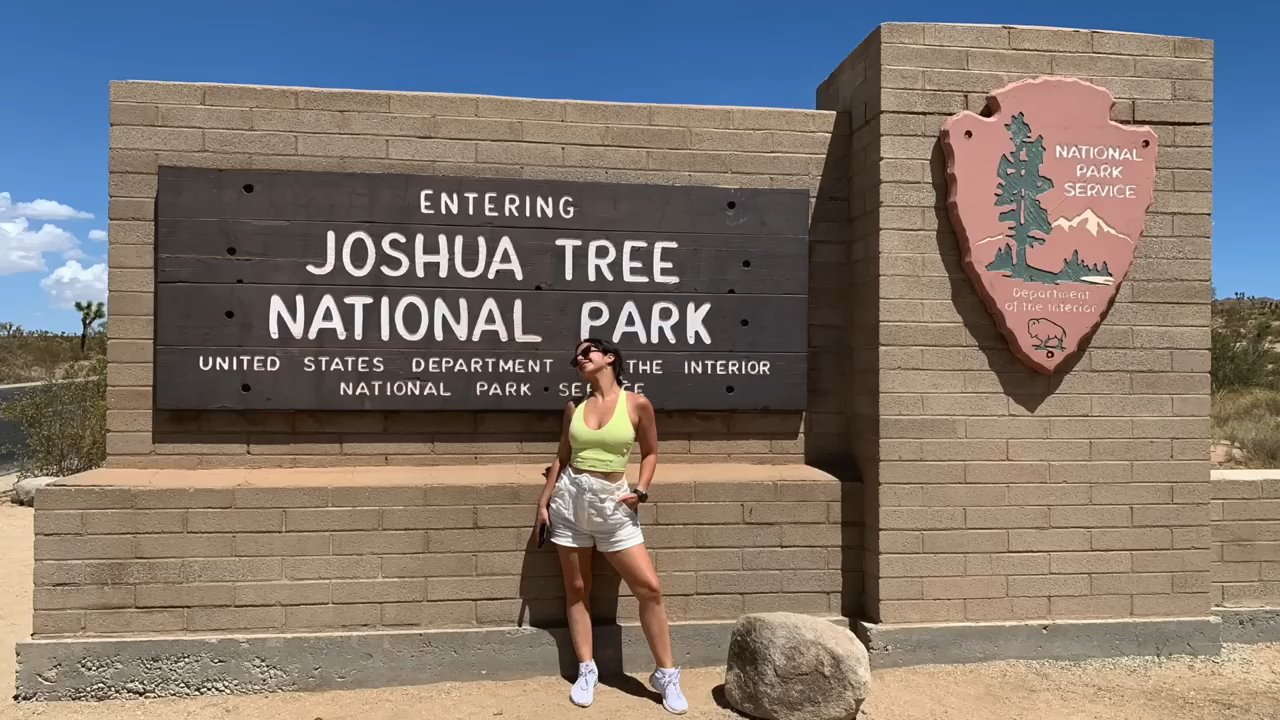 ENTERING
JOSHUA TREE
NATIONAL PARK
UNITED STATES DEPARTMENT THE INTERIOR
NATIONAL PARK SE
NATIONAL
PARK
SERVICE
Department
of the Interior